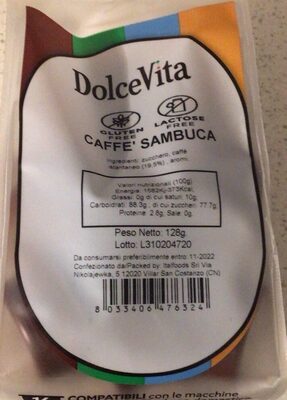 DolceVita
GLUTEN FREE
LACTOSE FREE
CAFFE' SAMBUCA
Ingredienti: zucchero, caffè
istantaneo (19,5%), aromi.
Valori nutrizionali (100g)
Energia: 1582Kj-373Kcal,
Grassi: 0g di cui saturi: 10g,
Carboidrati: 88.3g, di cui zuccheri: 77.7g
Proteine: 2.8g, Sale: 0g.
Peso Netto: 128g
Lotto: L310204720
Da consumarsi preferibilmente entro: 11-2022
Confezionato da/Packed by: Italfoods Srl Via
Nikolajewka, 5 12020 Villar San Costanzo (CN)
8 033406 476324
COMPATIBILI con le macchine